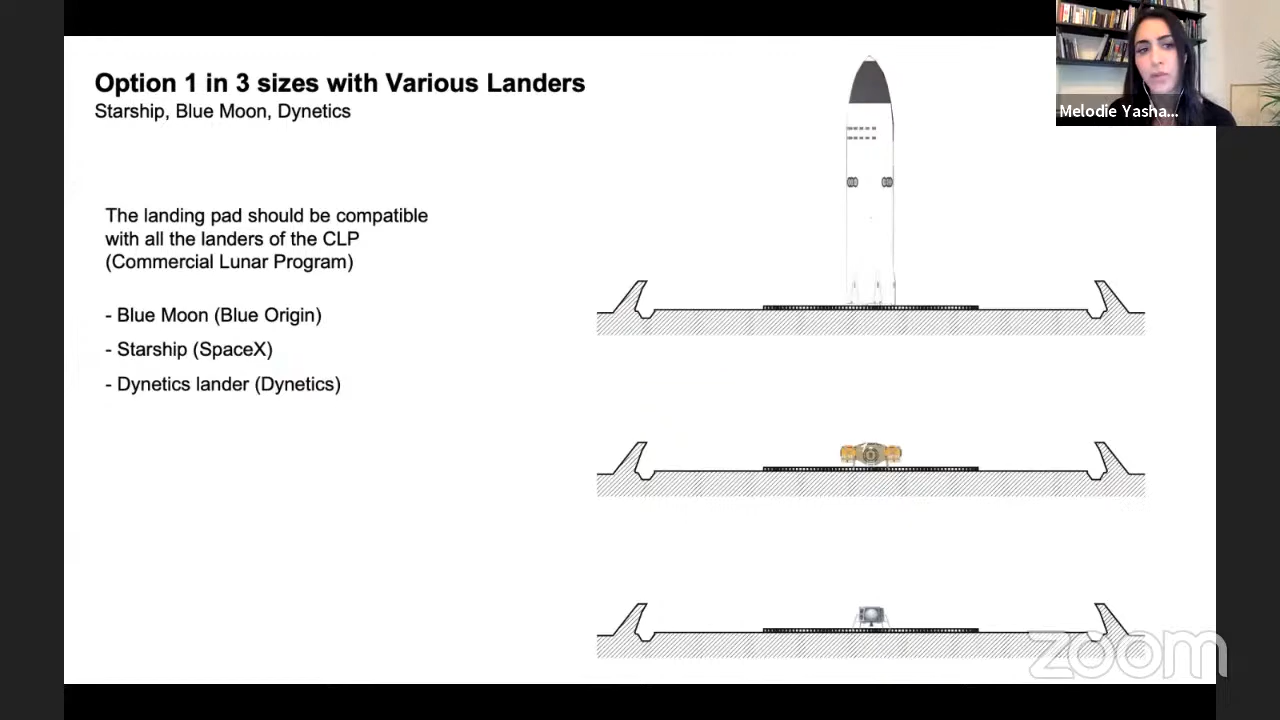 Option 1 in 3 sizes with Various Landers
Starship, Blue Moon, Dynetics
Melodie Yasha...
The landing pad should be compatible
with all the landers of the CLP
(Commercial Lunar Program)
- Blue Moon (Blue Origin)
- Starship (SpaceX)
- Dynetics lander (Dynetics)
zoom